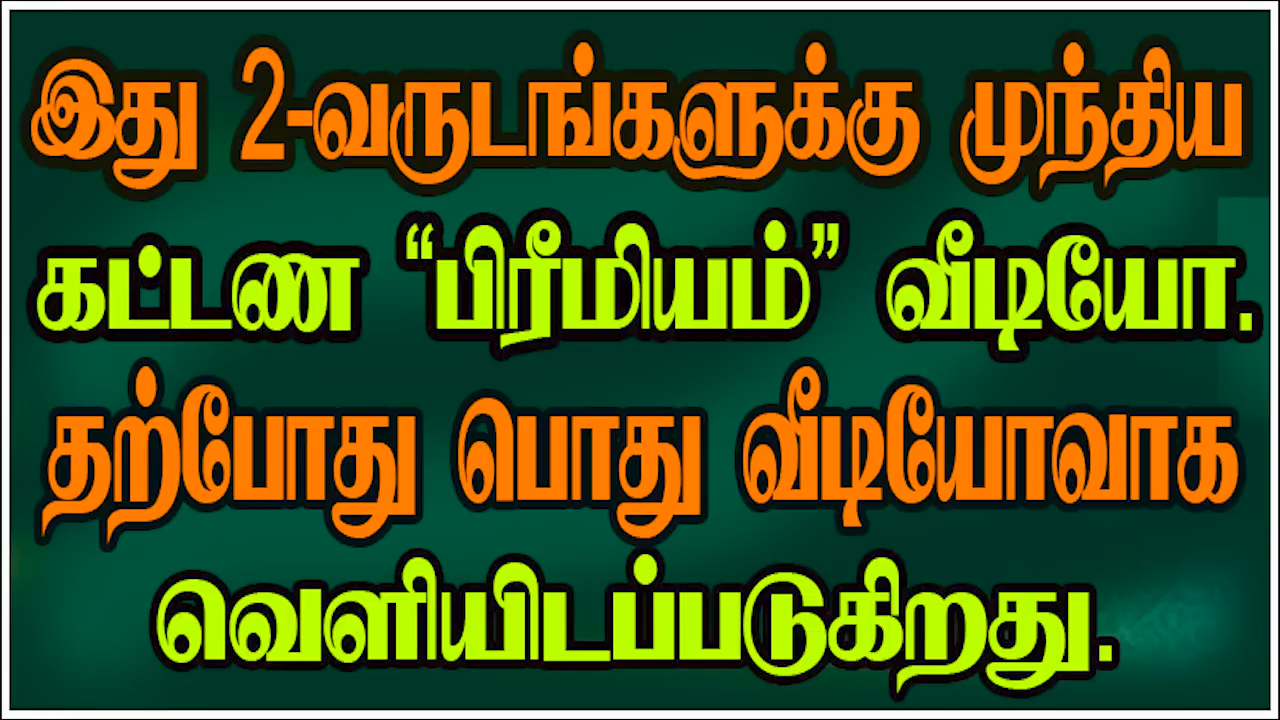 இது 2-வருடங்களுக்கு முந்திய
கட்டண “பிரீமியம்” வீடியோ.
தற்போது பொது வீடியோவாக
வெளியிடப்படுகிறது.